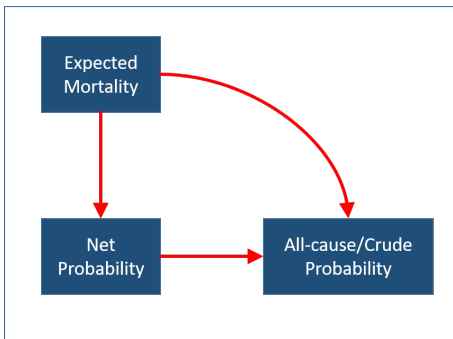 Expected
Mortality
Net
Probability
All-cause/Crude
Probability